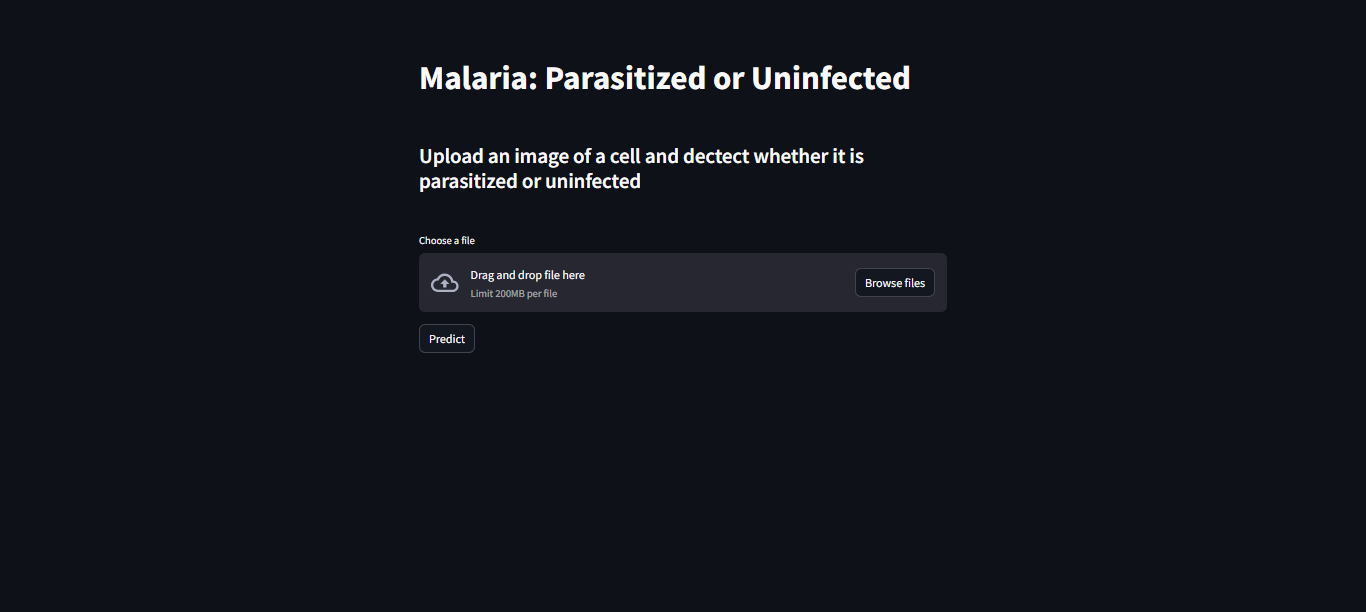 Malaria: Parasitized or Uninfected
Upload an image of a cell and dectect whether it is
parasitized or uninfected
Choose a file
Drag and drop file here
Limit 200MB per file
Browse files
Predict